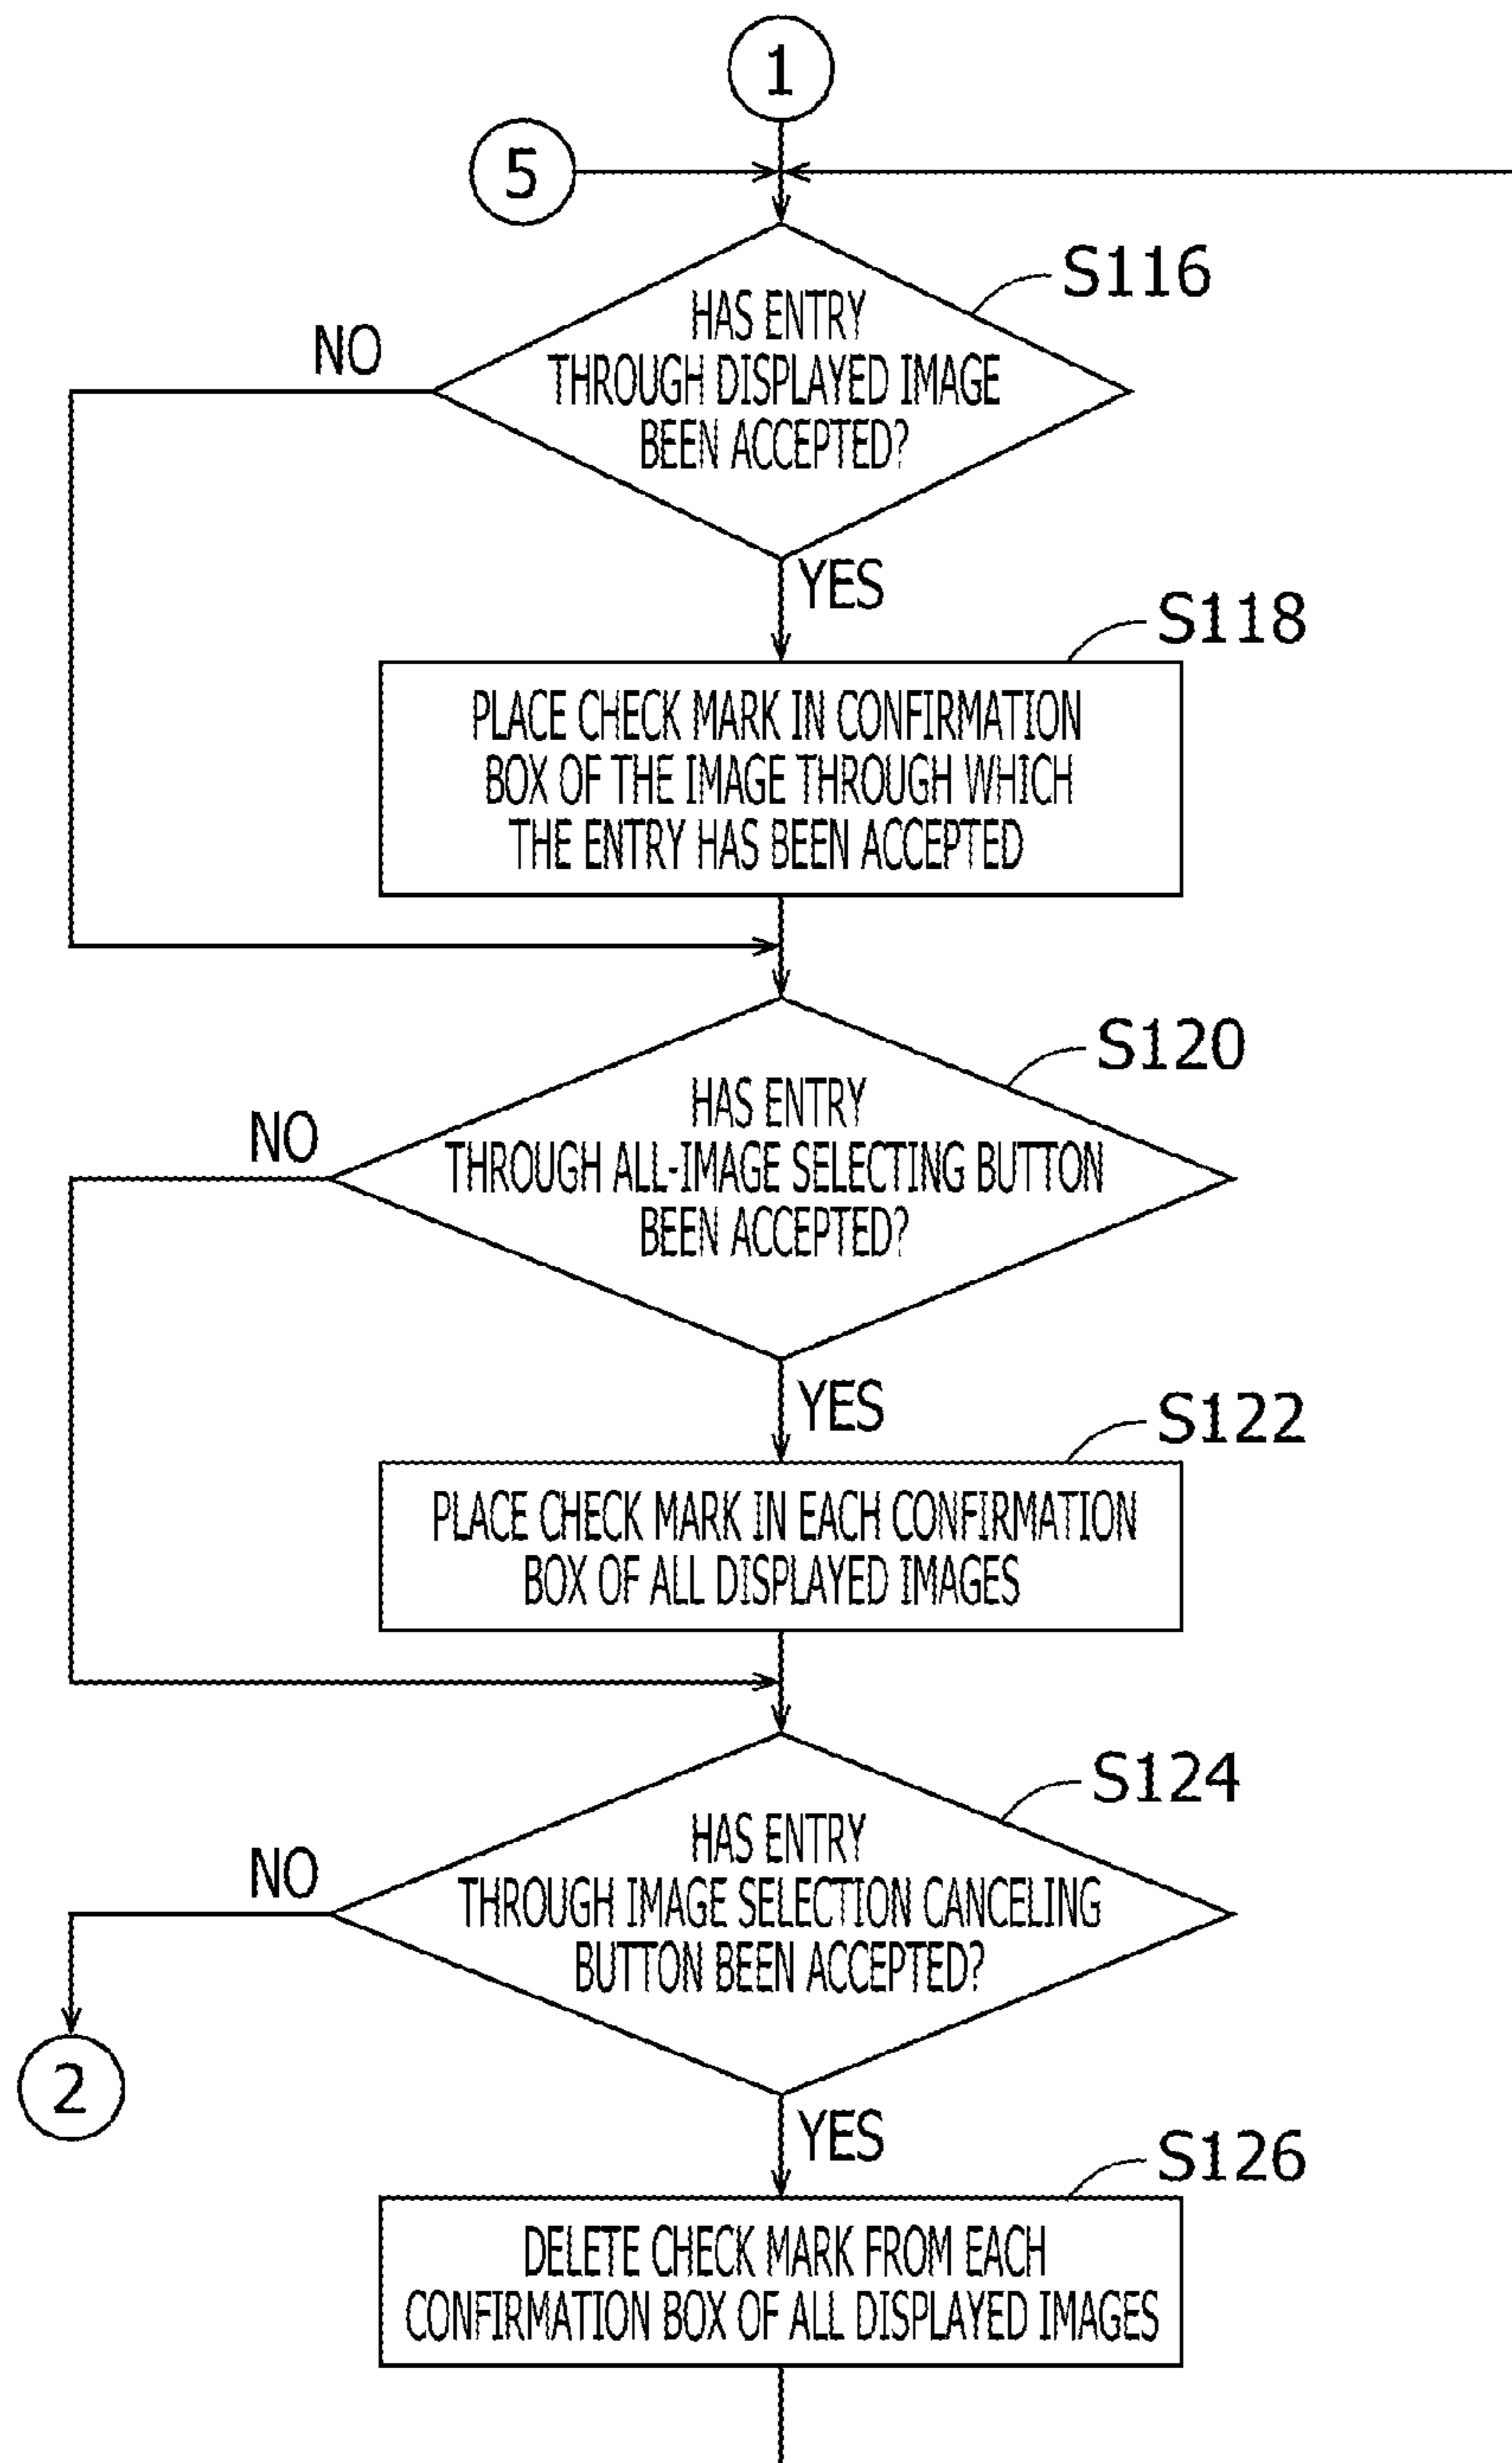 1
5
S116
HAS ENTRY
THROUGH DISPLAYED IMAGE
BEEN ACCEPTED?
NO
YES
S118
PLACE CHECK MARK IN CONFIRMATION
BOX OF THE IMAGE THROUGH WHICH
THE ENTRY HAS BEEN ACCEPTED
S120
HAS ENTRY
THROUGH ALL-IMAGE SELECTING BUTTON
BEEN ACCEPTED?
NO
YES
S122
PLACE CHECK MARK IN EACH CONFIRMATION
BOX OF ALL DISPLAYED IMAGES
S124
HAS ENTRY
THROUGH IMAGE SELECTION CANCELING
BUTTON BEEN ACCEPTED?
NO
2
YES
S126
DELETE CHECK MARK FROM EACH
CONFIRMATION BOX OF ALL DISPLAYED IMAGES